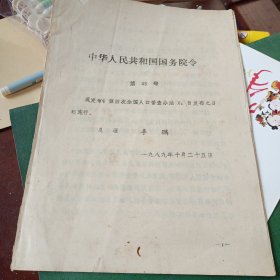 中华人民共和国国务院令
第 45 号
现发布《第四次全国人口普查办法》，自发布之日
起施行。
总理 李鹏
一九八九年十月二十五日
—1—